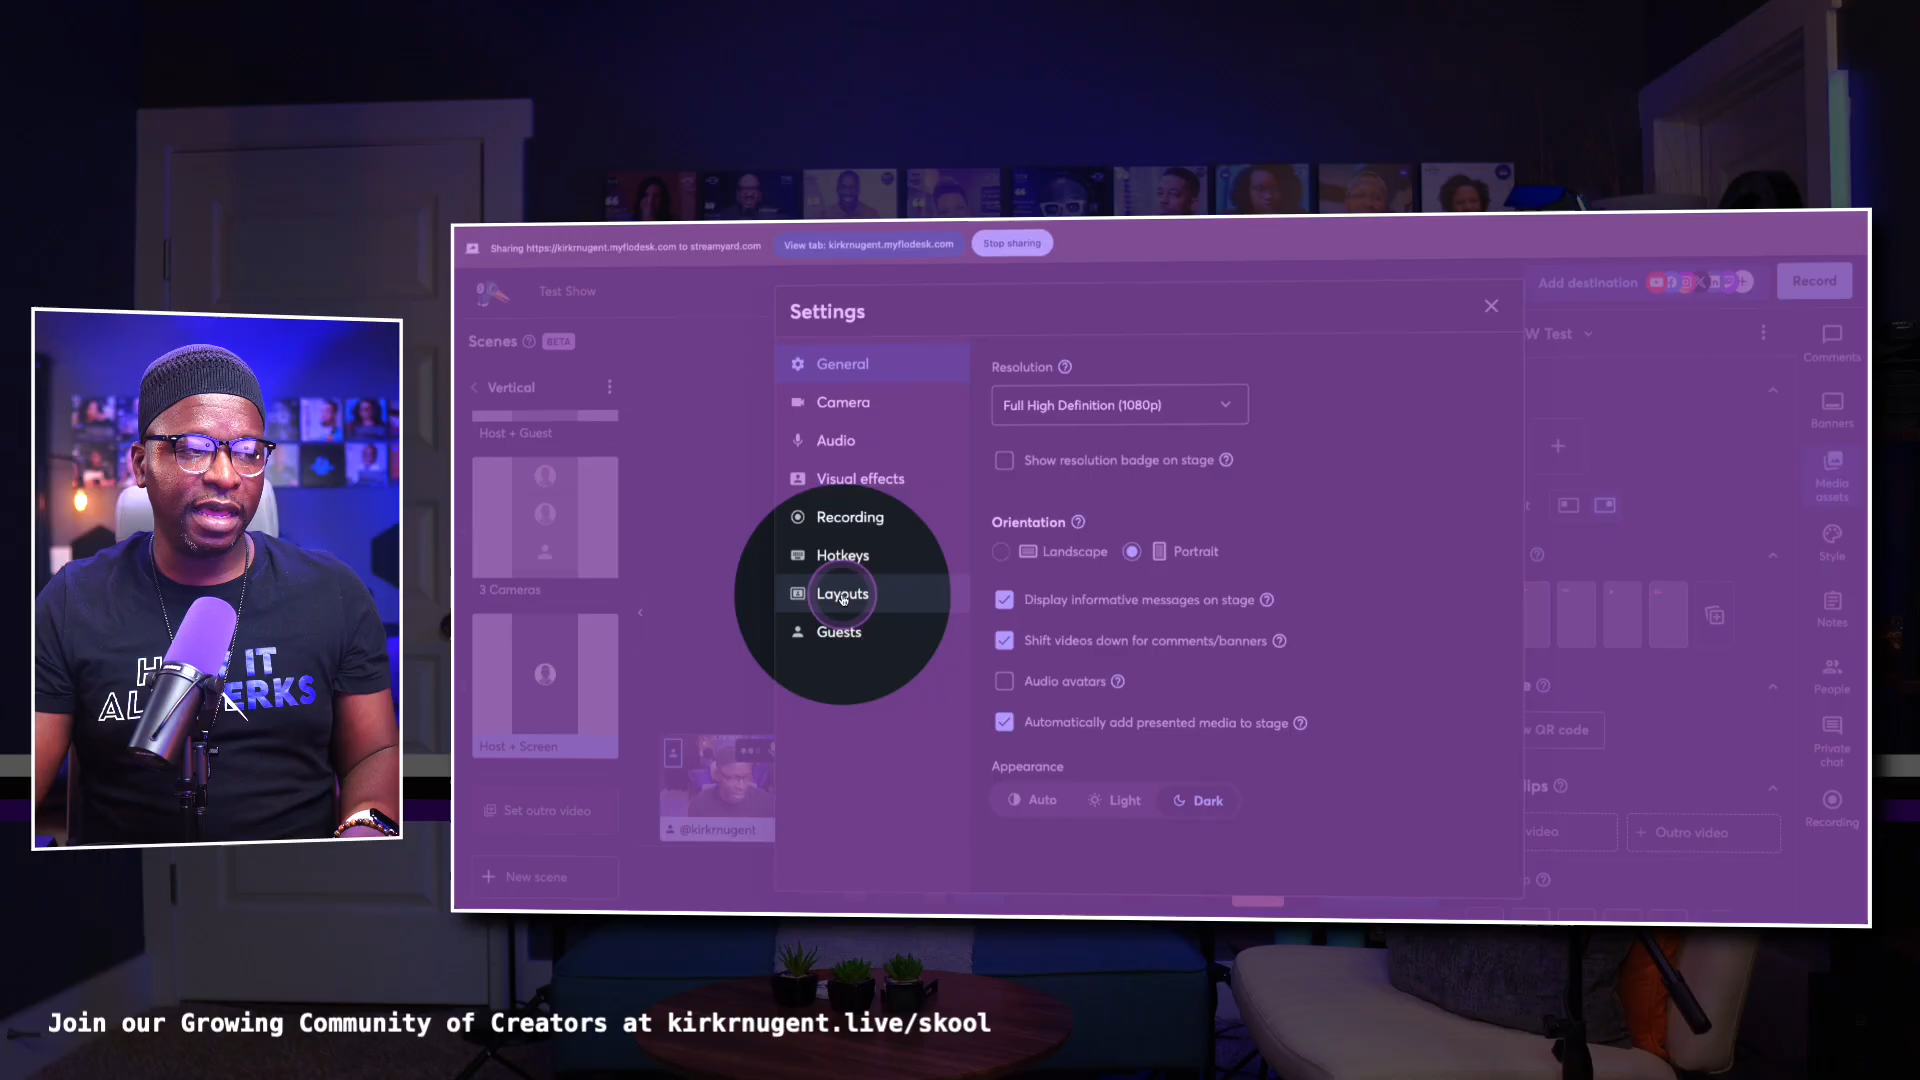 Sharing https://kirkrnugent.myflodesk.com to streamyard.com
View tab: kirkrnugent.myflodesk.com
Stop sharing
Test Show
Add destination
Record
Settings
Scenes
BETA
W Test
Comments
Vertical
General
Resolution
Full High Definition (1080p)
Camera
Banners
Host + Guest
Audio
Show resolution badge on stage
Visual effects
Media assets
Recording
Orientation
Landscape
Portrait
Hotkeys
Style
3 Cameras
Layouts
Display informative messages on stage
Notes
Guests
Shift videos down for comments/banners
Audio avatars
People
Automatically add presented media to stage
w QR code
Host + Screen
Private chat
Appearance
Auto
Light
Dark
lips
Set outro video
Recording
@kirkrnugent
video
Outro video
New scene
Join our Growing Community of Creators at kirkrnugent.live/skool